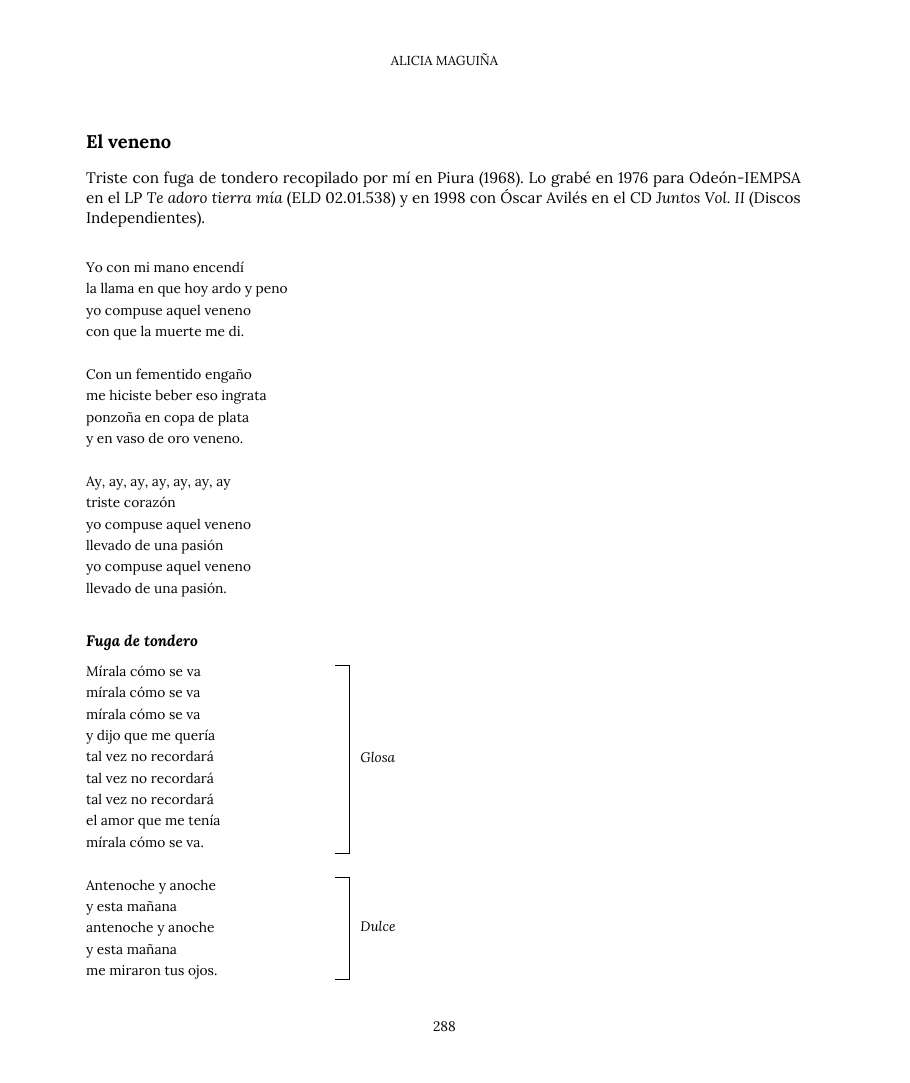 ALICIA MAGUIÑA
El veneno
Triste con fuga de tondero recopilado por mí en Piura (1968). Lo grabé en 1976 para Odeón-IEMPSA
en el LP Te adoro tierra mía (ELD 02.01.538) y en 1998 con Óscar Avilés en el CD Juntos Vol. II (Discos
Independientes).
Yo con mi mano encendí
la llama en que hoy ardo y peno
yo compuse aquel veneno
con que la muerte me di.
Con un fementido engaño
me hiciste beber eso ingrata
ponzoña en copa de plata
y en vaso de oro veneno.
Ay, ay, ay, ay, ay, ay, ay
triste corazón
yo compuse aquel veneno
llevado de una pasión
yo compuse aquel veneno
llevado de una pasión.
Fuga de tondero
Mírala cómo se va
mírala cómo se va
mírala cómo se va
y dijo que me quería
tal vez no recordará
tal vez no recordará
tal vez no recordará
el amor que me tenía
mírala cómo se va.
Glosa
Antenoche y anoche
y esta mañana
antenoche y anoche
y esta mañana
me miraron tus ojos.
Dulce
288